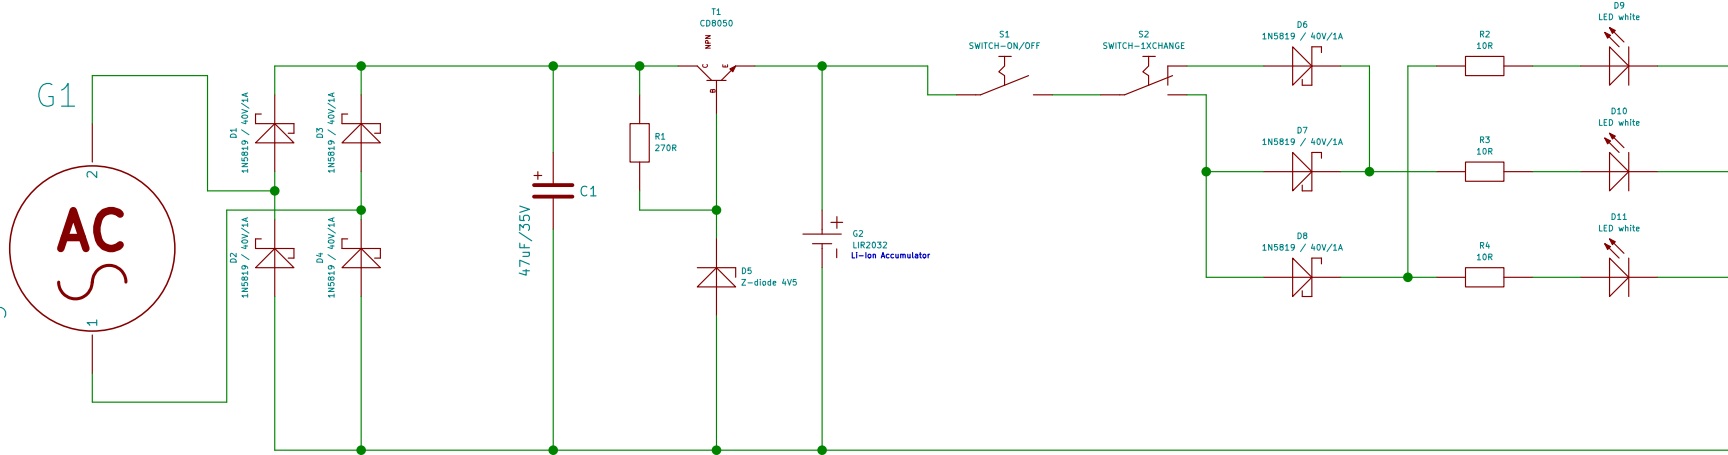 G1
2
AC
1
D1
1N5819 / 40V/1A
D3
1N5819 / 40V/1A
D2
1N5819 / 40V/1A
D4
1N5819 / 40V/1A
+
C1
47uF/35V
R1
270R
T1
CD8050
NPN
C
E
B
D5
Z-diode 4V5
+
G2
LIR2032
Li-Ion Accumulator
S1
SWITCH-ON/OFF
S2
SWITCH-1XCHANGE
D6
1N5819 / 40V/1A
D7
1N5819 / 40V/1A
D8
1N5819 / 40V/1A
R2
10R
R3
10R
R4
10R
D9
LED white
D10
LED white
D11
LED white